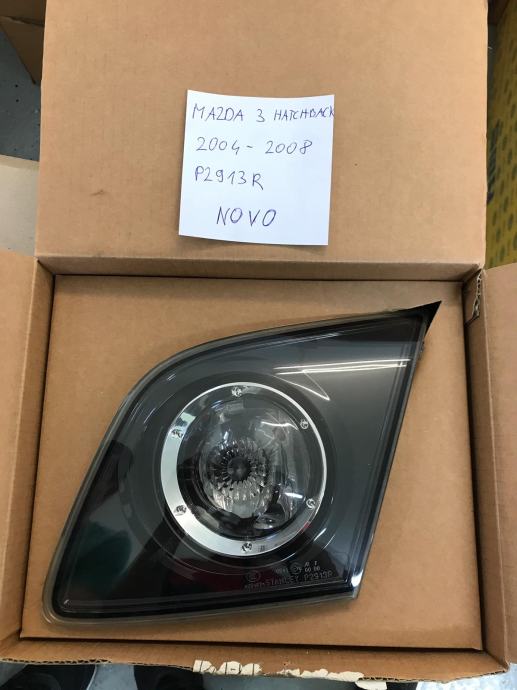 MAZDA 3 HATCHBACK
2004 - 2008
P2913R
NOVO
STANLEY P2913R